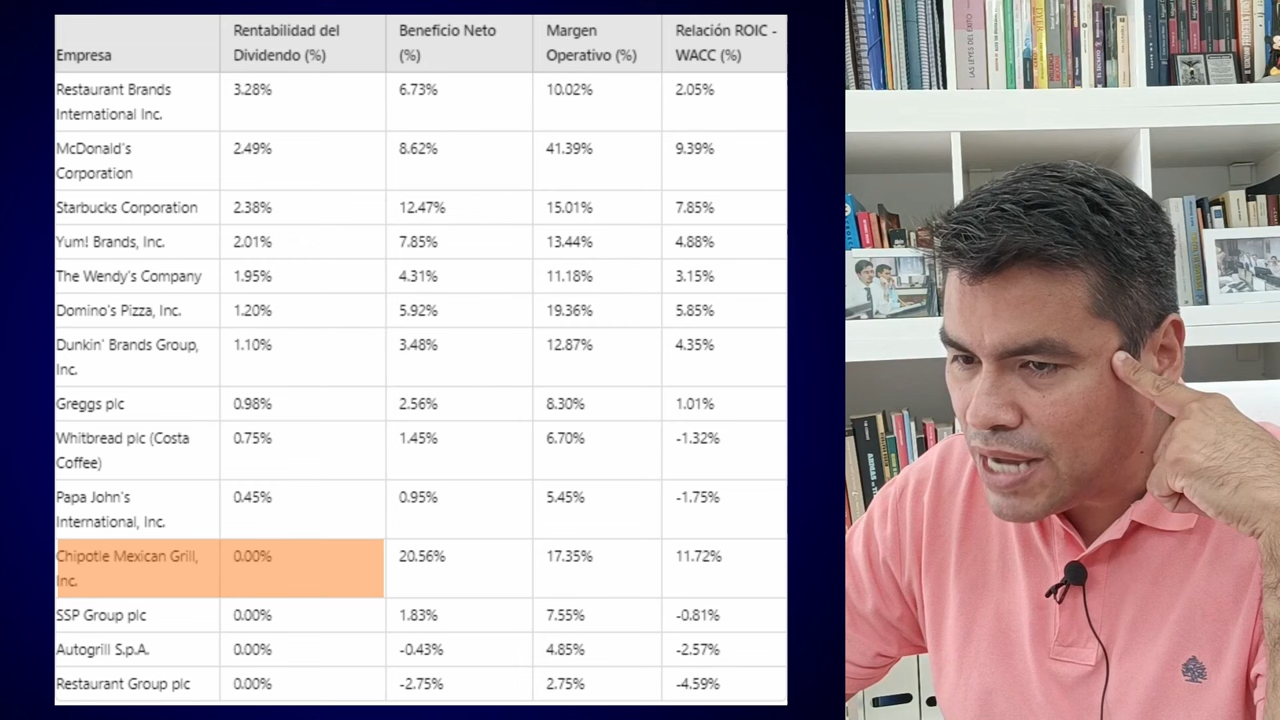 Empresa Rentabilidad del Dividendo (%) Beneficio Neto (%) Margen Operativo (%) Relación ROIC - WACC (%)
Restaurant Brands International Inc. 3.28% 6.73% 10.02% 2.05%
McDonald's Corporation 2.49% 8.62% 41.39% 9.39%
Starbucks Corporation 2.38% 12.47% 15.01% 7.85%
Yum! Brands, Inc. 2.01% 7.85% 13.44% 4.88%
The Wendy's Company 1.95% 4.31% 11.18% 3.15%
Domino's Pizza, Inc. 1.20% 5.92% 19.36% 5.85%
Dunkin' Brands Group, Inc. 1.10% 3.48% 12.87% 4.35%
Greggs plc 0.98% 2.56% 8.30% 1.01%
Whitbread plc (Costa Coffee) 0.75% 1.45% 6.70% -1.32%
Papa John's International, Inc. 0.45% 0.95% 5.45% -1.75%
Chipotle Mexican Grill, Inc. 0.00% 20.56% 17.35% 11.72%
SSP Group plc 0.00% 1.83% 7.55% -0.81%
Autogrill S.p.A. 0.00% -0.43% 4.85% -2.57%
Restaurant Group plc 0.00% -2.75% 2.75% -4.59%
LAS LEYES DEL ÉXITO